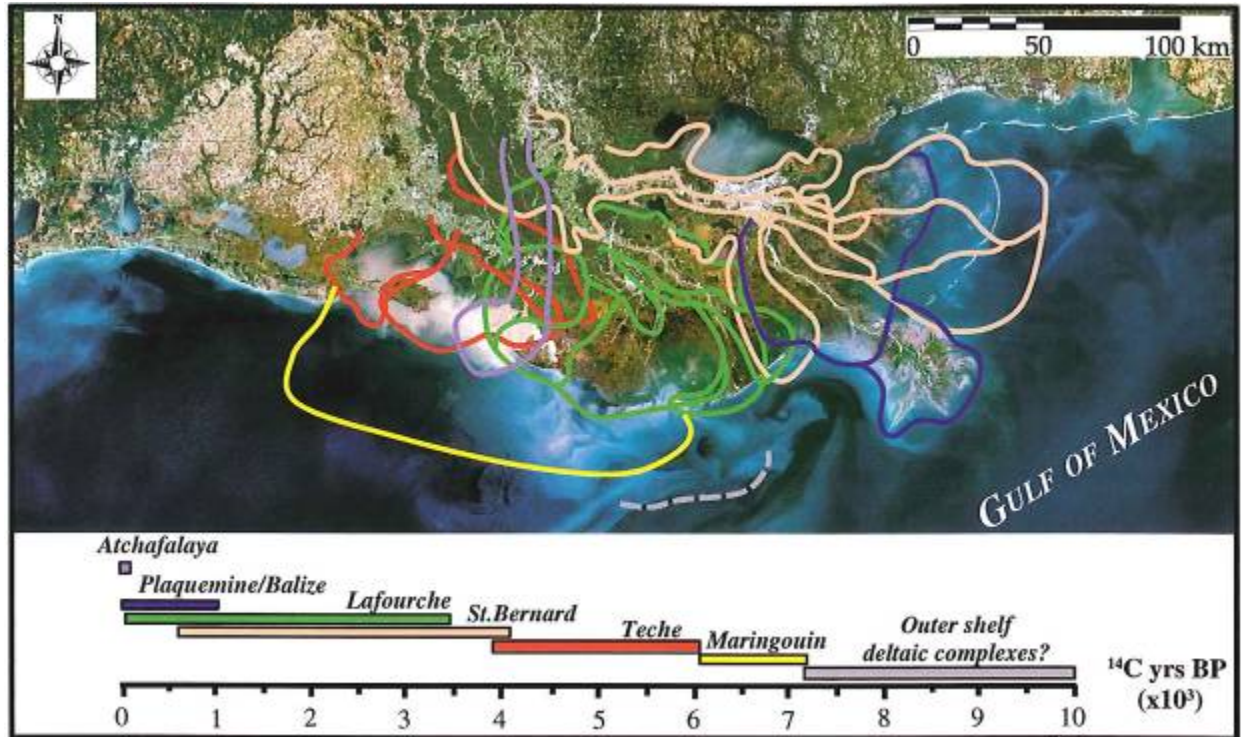 N
0 50 100 km
GULF OF MEXICO
Atchafalaya
Plaquemine/Balize
Lafourche
St.Bernard
Teche
Maringouin
Outer shelf
deltaic complexes?
¹⁴C yrs BP
(x10³)
0 1 2 3 4 5 6 7 8 9 10